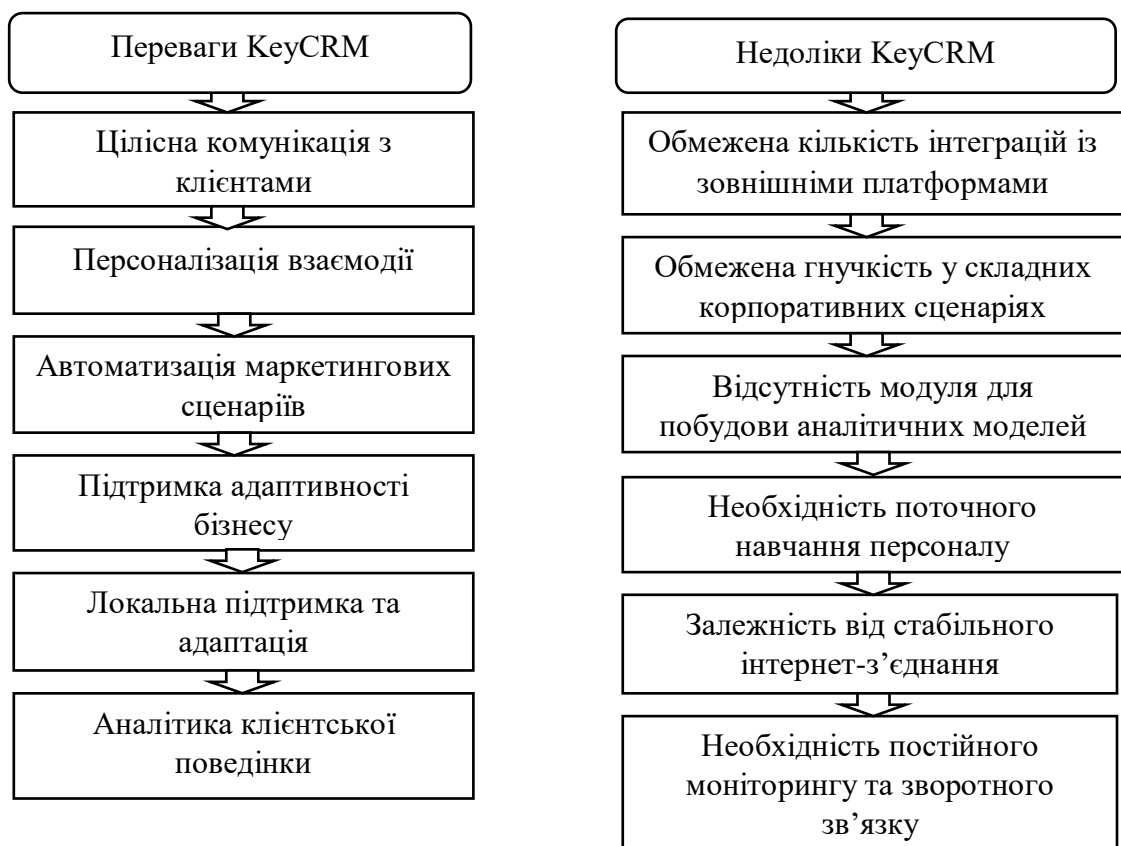 Переваги KeyCRM
Цілісна комунікація з
клієнтами
Персоналізація взаємодії
Автоматизація маркетингових
сценаріїв
Підтримка адаптивності
бізнесу
Локальна підтримка та
адаптація
Аналітика клієнтської
поведінки
Недоліки KeyCRM
Обмежена кількість інтеграцій із
зовнішніми платформами
Обмежена гнучкість у складних
корпоративних сценаріях
Відсутність модуля для
побудови аналітичних моделей
Необхідність поточного
навчання персоналу
Залежність від стабільного
інтернет-з’єднання
Необхідність постійного
моніторингу та зворотного
зв’язку